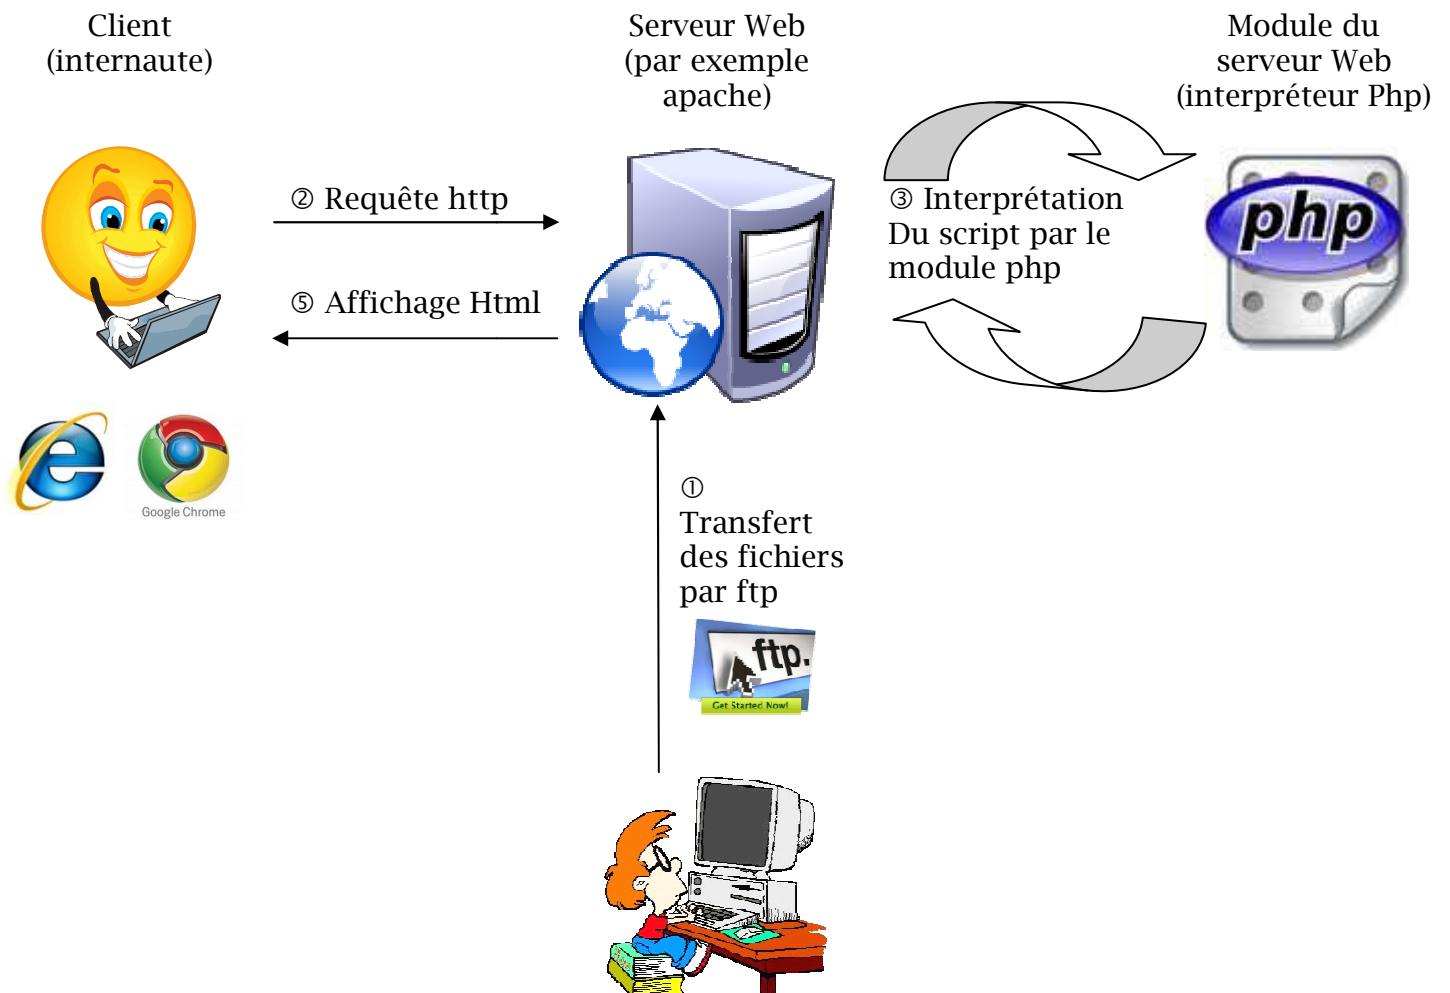 Client
(internaute)
Serveur Web
(par exemple
apache)
Module du
serveur Web
(interpréteur Php)
② Requête http
③ Interprétation
Du script par le
module php
php
⑤ Affichage Html
Google Chrome
①
Transfert
des fichiers
par ftp
ftp.
Get Started Now!